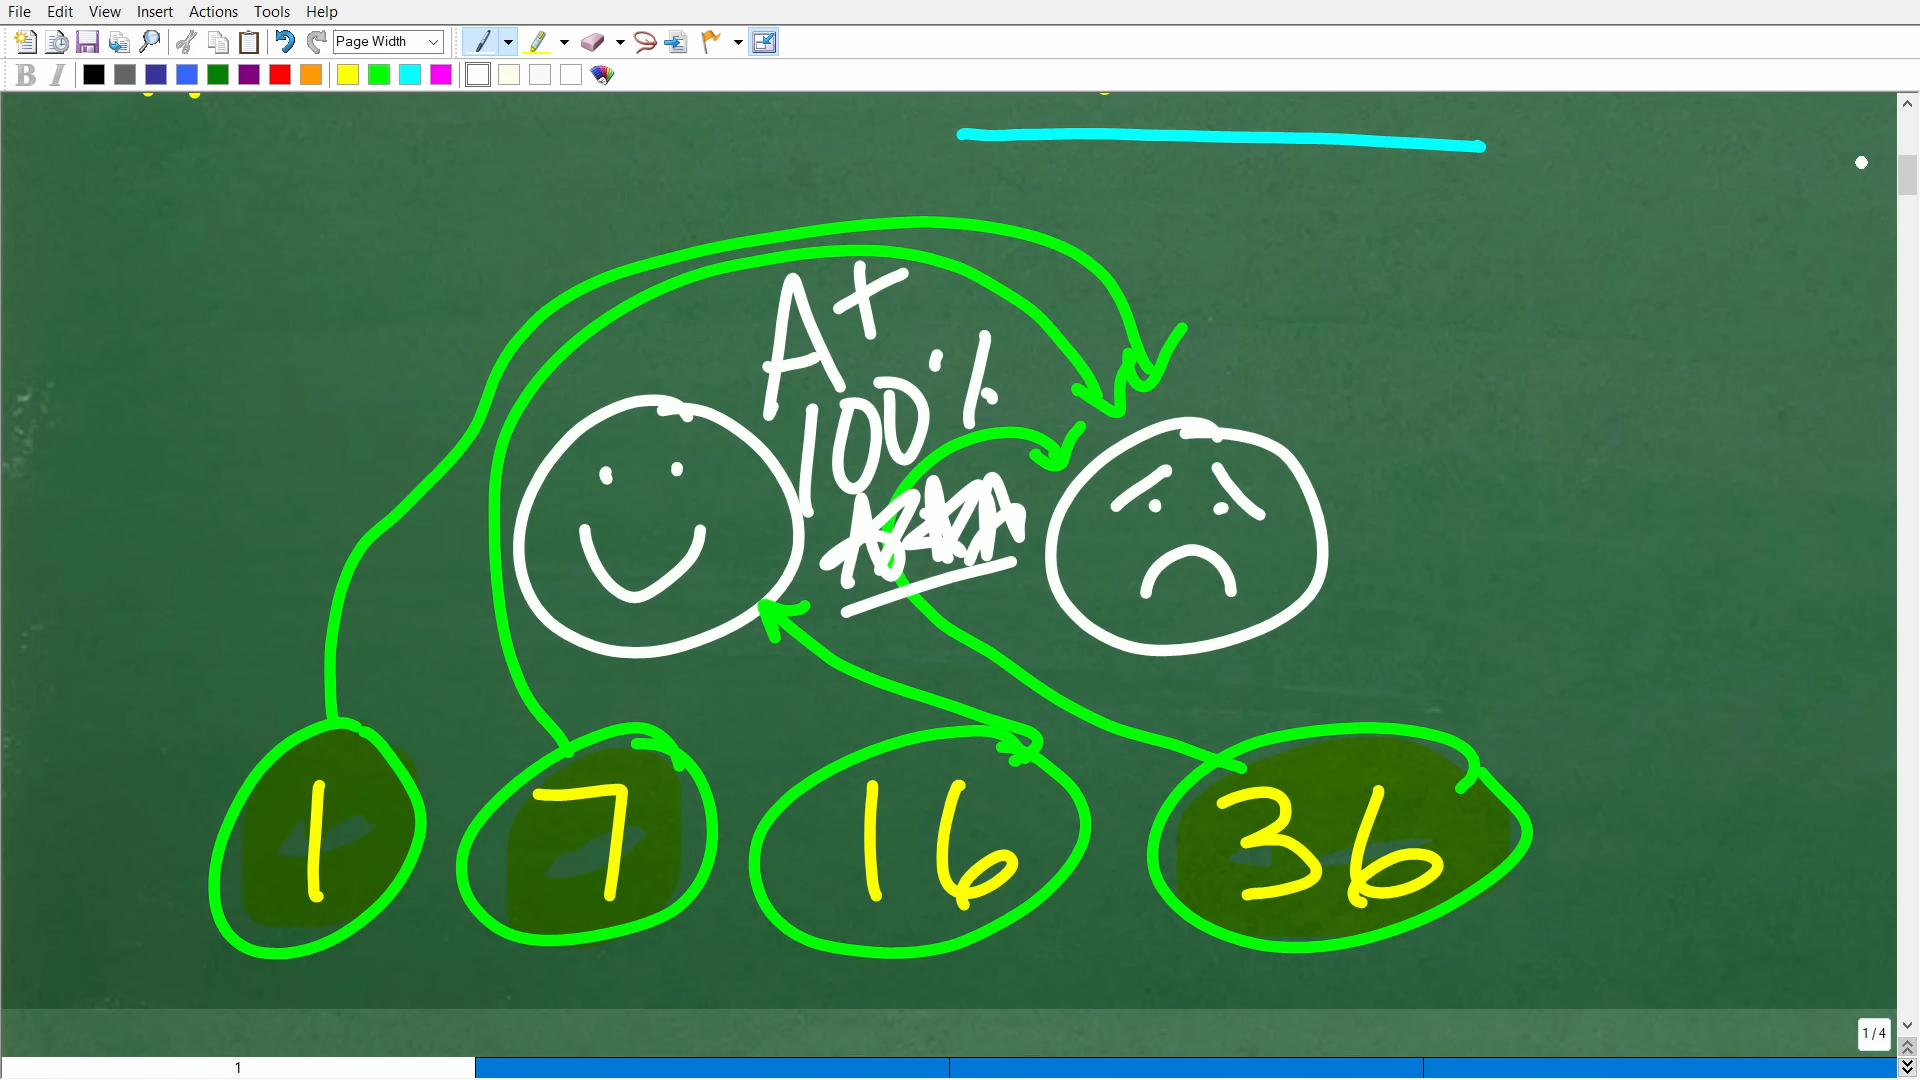 File Edit View Insert Actions Tools Help
Page Width
B I
A+
100%
1 7 16 36
1 / 4
1